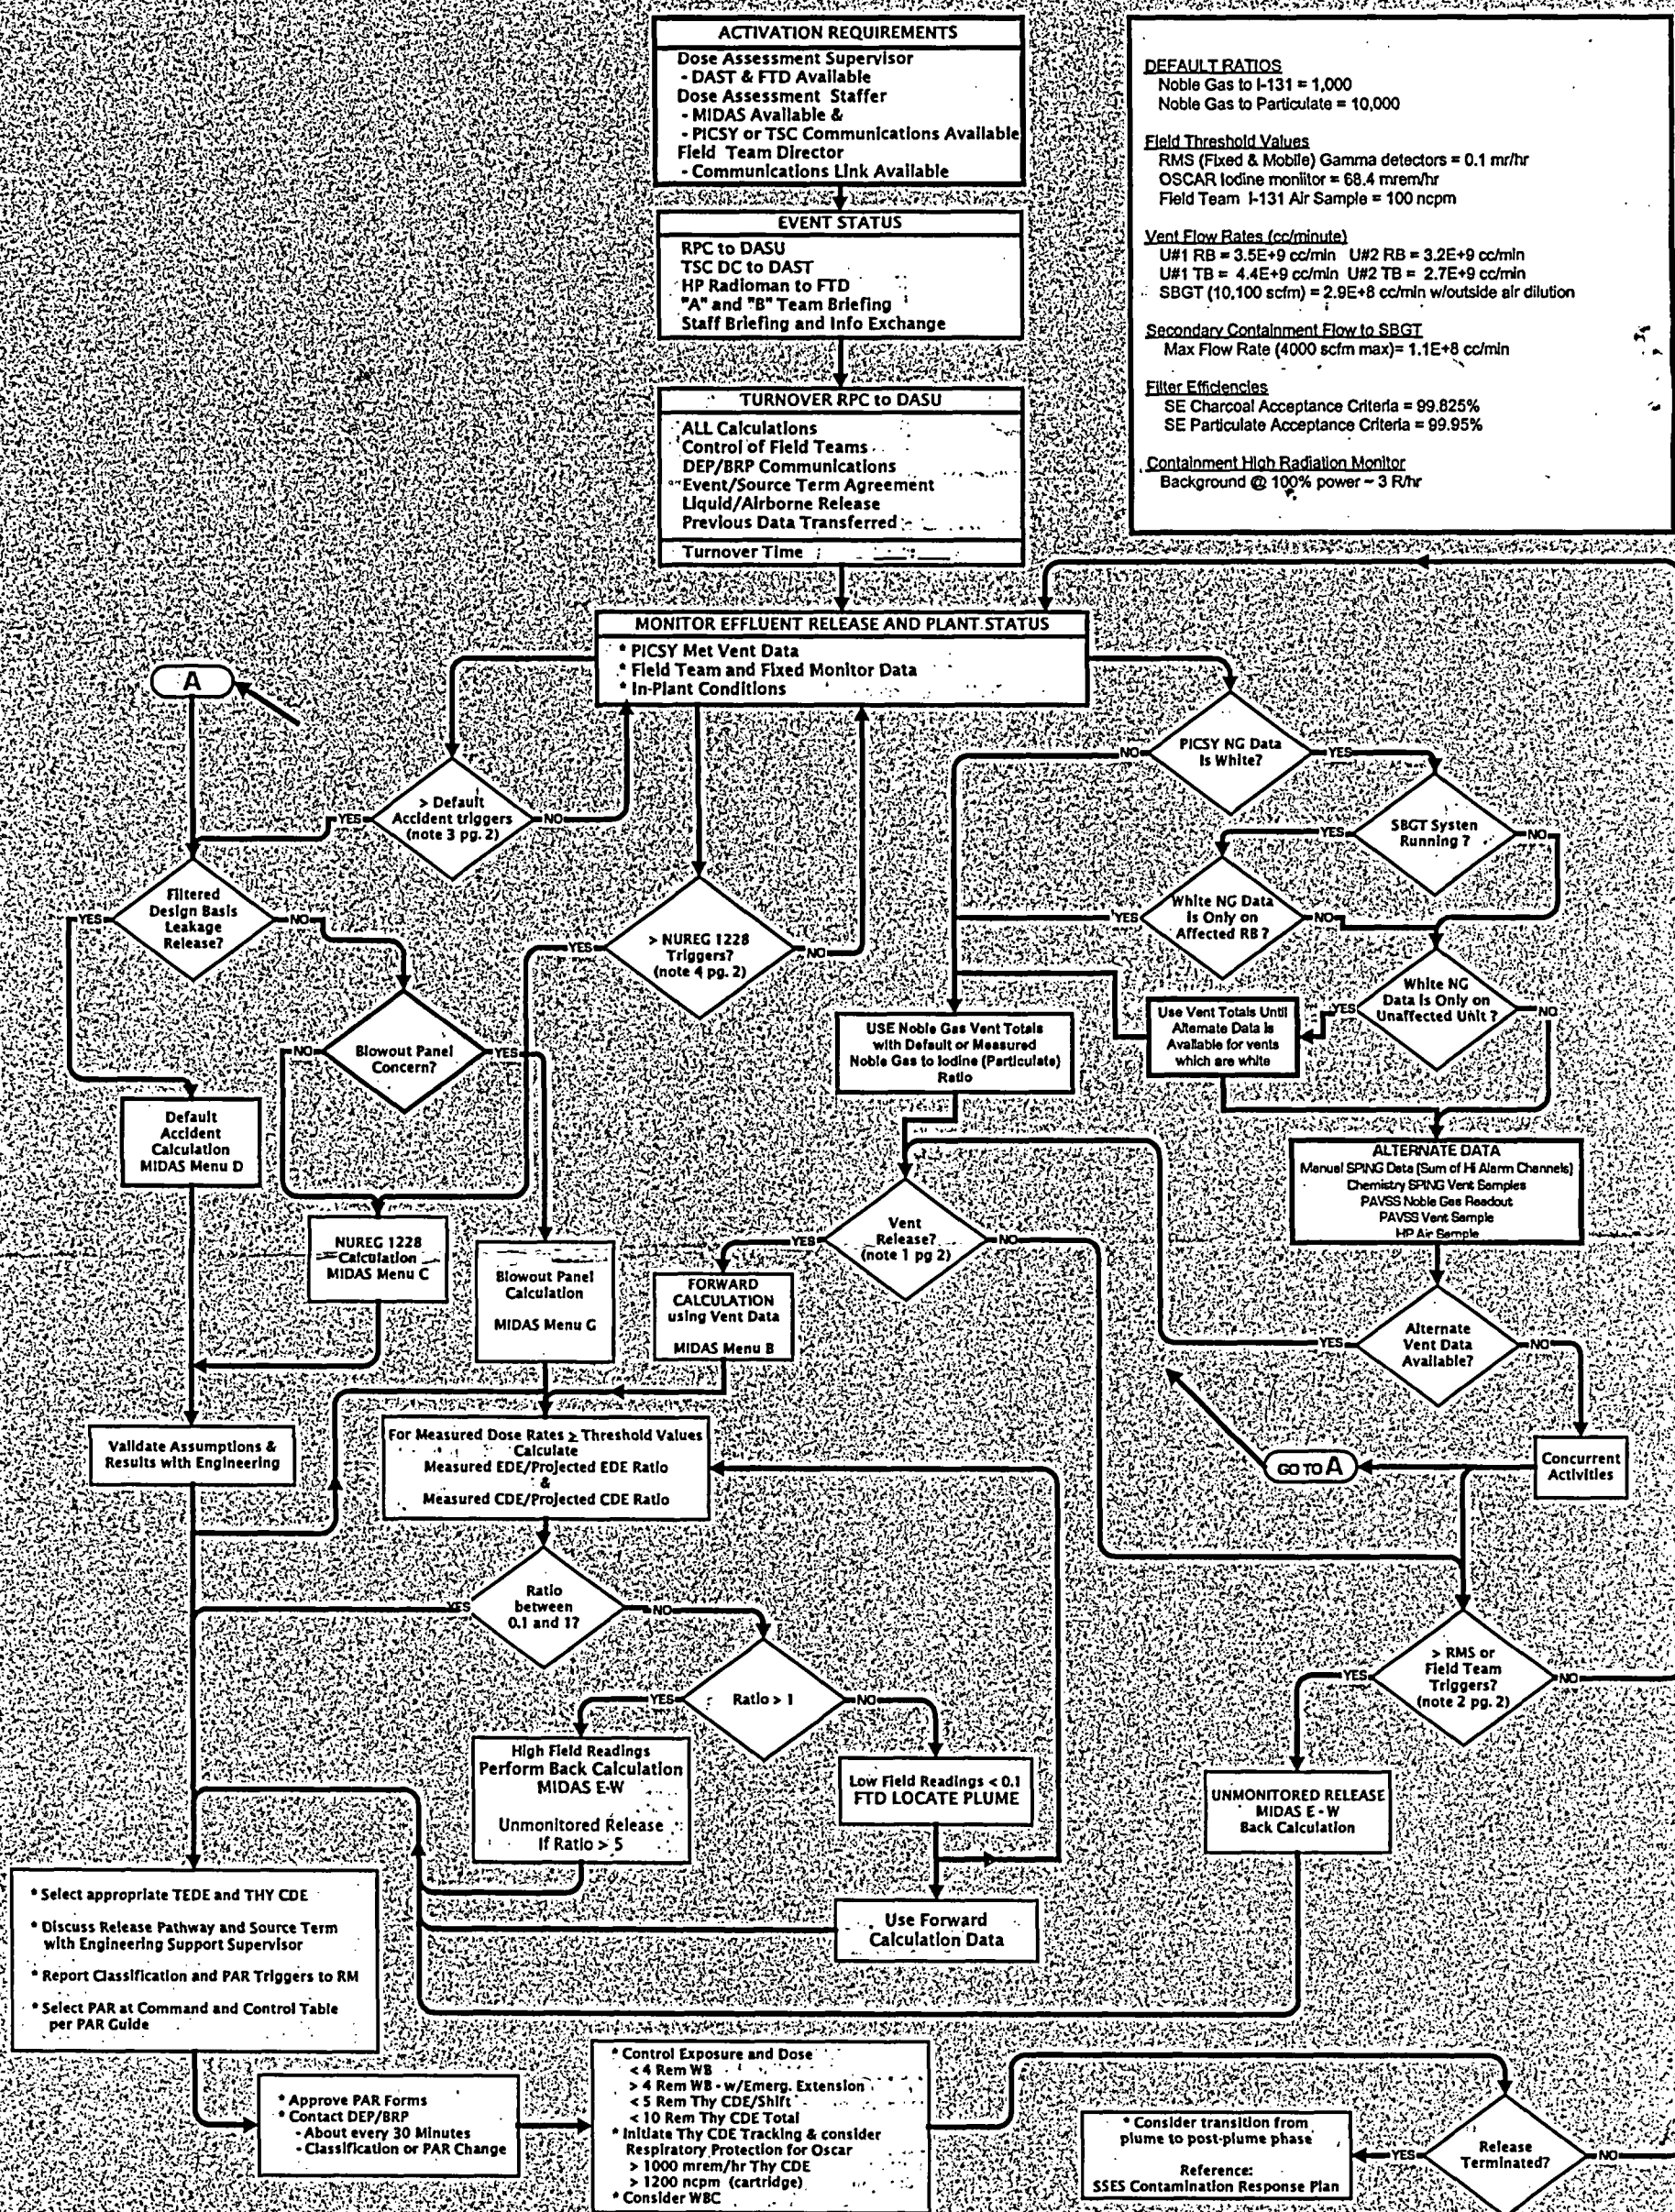 ACTIVATION REQUIREMENTS
Dose Assessment Supervisor
- DAST & FTD Available
Dose Assessment Staffer
- MIDAS Available &
- PICSY or TSC Communications Available
Field Team Director
- Communications Link Available
DEFAULT RATIOS
Noble Gas to I-131 = 1,000
Noble Gas to Particulate = 10,000
Field Threshold Values
RMS (Fixed & Mobile) Gamma detectors = 0.1 mr/hr
OSCAR Iodine moniitor = 68.4 mrem/hr
Field Team I-131 Air Sample = 100 ncpm
Vent Flow Rates (cc/minute)
U#1 RB = 3.5E+9 cc/min U#2 RB = 3.2E+9 cc/min
U#1 TB = 4.4E+9 cc/min U#2 TB = 2.7E+9 cc/min
SBGT (10,100 scfm) = 2.9E+8 cc/min w/outside air dilution
Secondary Containment Flow to SBGT
Max Flow Rate (4000 scfm max)= 1.1E+8 cc/min
Filter Efficiencies
SE Charcoal Acceptance Criteria = 99.825%
SE Particulate Acceptance Criteria = 99.95%
Containment High Radiation Monitor
Background @ 100% power ~ 3 R/hr
EVENT STATUS
RPC to DASU
TSC DC to DAST
HP Radioman to FTD
"A" and "B" Team Briefing
Staff Briefing and Info Exchange
TURNOVER RPC to DASU
ALL Calculations
Control of Field Teams
DEP/BRP Communications
Event/Source Term Agreement
Liquid/Airborne Release
Previous Data Transferred
Turnover Time ___:___
MONITOR EFFLUENT RELEASE AND PLANT STATUS
* PICSY Met Vent Data
* Field Team and Fixed Monitor Data
* In-Plant Conditions
A
> Default
Accident triggers
(note 3 pg. 2)
YES
NO
PICSY NG Data
Is White?
NO
YES
SBGT Systen
Running ?
YES
NO
Filtered
Design Basis
Leakage
Release?
YES
NO
> NUREG 1228
Triggers?
(note 4 pg. 2)
YES
NO
White NG Data
is Only on
Affected RB ?
YES
NO
White NG
Data is Only on
Unaffected Unit ?
YES
NO
Blowout Panel
Concern?
NO
YES
USE Noble Gas Vent Totals
with Default or Measured
Noble Gas to Iodine (Particulate)
Ratio
Use Vent Totals Until
Alternate Data is
Available for vents
which are white
Default
Accident
Calculation
MIDAS Menu D
ALTERNATE DATA
Manual SPING Data (Sum of Hi Alarm Channels)
Chemistry SPING Vent Samples
PAVSS Noble Gas Readout
PAVSS Vent Sample
HP Air Sample
NUREG 1228
Calculation
MIDAS Menu C
Blowout Panel
Calculation
MIDAS Menu G
FORWARD
CALCULATION
using Vent Data
MIDAS Menu B
Vent
Release?
(note 1 pg 2)
YES
NO
Alternate
Vent Data
Available?
YES
NO
Validate Assumptions &
Results with Engineering
For Measured Dose Rates ≥ Threshold Values
Calculate
Measured EDE/Projected EDE Ratio
&
Measured CDE/Projected CDE Ratio
GO TO A
Concurrent
Activities
Ratio
between
0.1 and 1?
YES
NO
Ratio > 1
YES
NO
> RMS or
Field Team
Triggers?
(note 2 pg. 2)
YES
NO
High Field Readings
Perform Back Calculation
MIDAS E-W
Unmonitored Release
If Ratio > 5
Low Field Readings < 0.1
FTD LOCATE PLUME
UNMONITORED RELEASE
MIDAS E - W
Back Calculation
Use Forward
Calculation Data
* Select appropriate TEDE and THY CDE
* Discuss Release Pathway and Source Term
with Engineering Support Supervisor
* Report Classification and PAR Triggers to RM
* Select PAR at Command and Control Table
per PAR Guide
* Approve PAR Forms
* Contact DEP/BRP
- About every 30 Minutes
- Classification or PAR Change
* Control Exposure and Dose
< 4 Rem WB
> 4 Rem WB - w/Emerg. Extension
< 5 Rem Thy CDE/Shift
< 10 Rem Thy CDE Total
* Initiate Thy CDE Tracking & consider
Respiratory Protection for Oscar
> 1000 mrem/hr Thy CDE
> 1200 ncpm (cartridge)
* Consider WBC
* Consider transition from
plume to post-plume phase
Reference:
SSES Contamination Response Plan
YES
Release
Terminated?
NO